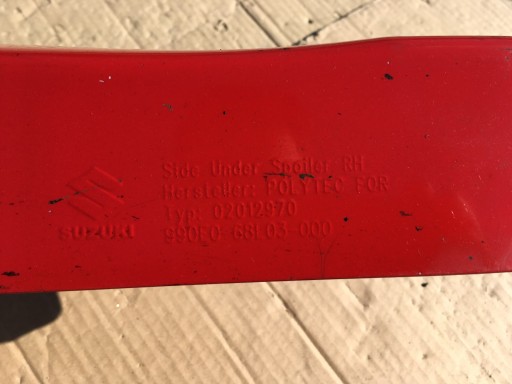 Side Under Spoiler RH
Hersteller: POLYTEC FOR
Typ: 02012970
990E0-68L03-000
SUZUKI